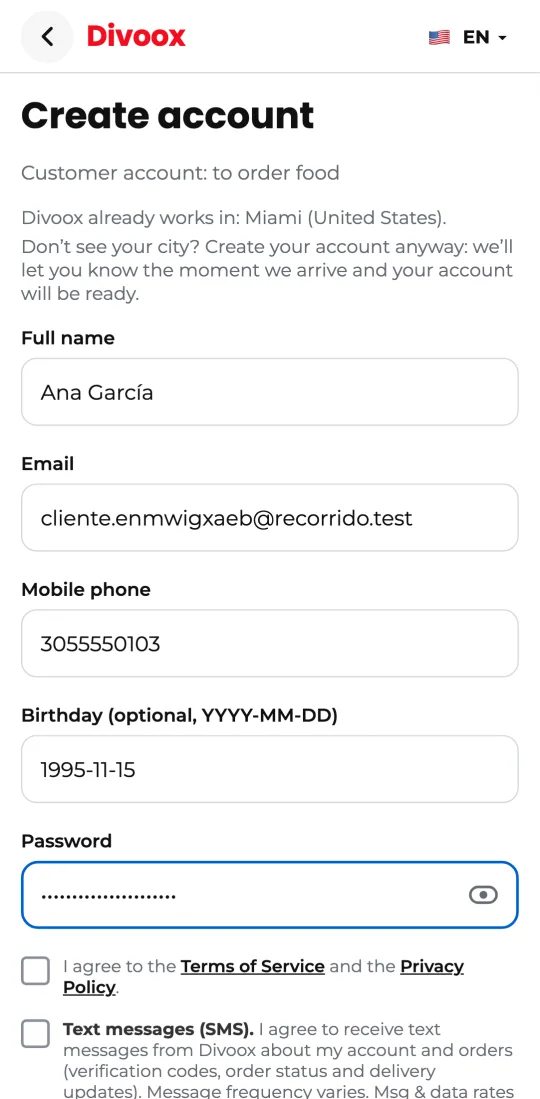 Divoox
EN
Create account
Customer account: to order food
Divoox already works in: Miami (United States).
Don’t see your city? Create your account anyway: we’ll
let you know the moment we arrive and your account
will be ready.
Full name
Ana García
Email
cliente.enmwigxaeb@recorrido.test
Mobile phone
3055550103
Birthday (optional, YYYY-MM-DD)
1995-11-15
Password
I agree to the Terms of Service and the Privacy
Policy.
Text messages (SMS). I agree to receive text
messages from Divoox about my account and orders
(verification codes, order status and delivery
updates). Message frequency varies. Msg & data rates